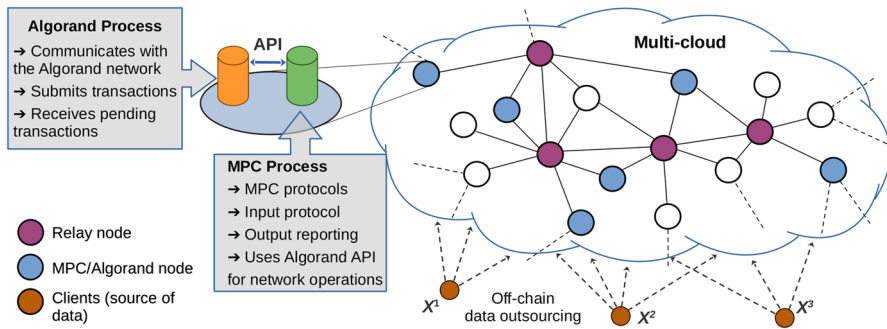 Algorand Process
➔ Communicates with
the Algorand network
➔ Submits transactions
➔ Receives pending
transactions
API
Multi-cloud
MPC Process
➔ MPC protocols
➔ Input protocol
➔ Output reporting
➔ Uses Algorand API
for network operations
Relay node
MPC/Algorand node
Clients (source of
data)
X¹
Off-chain
data outsourcing
X²
X³